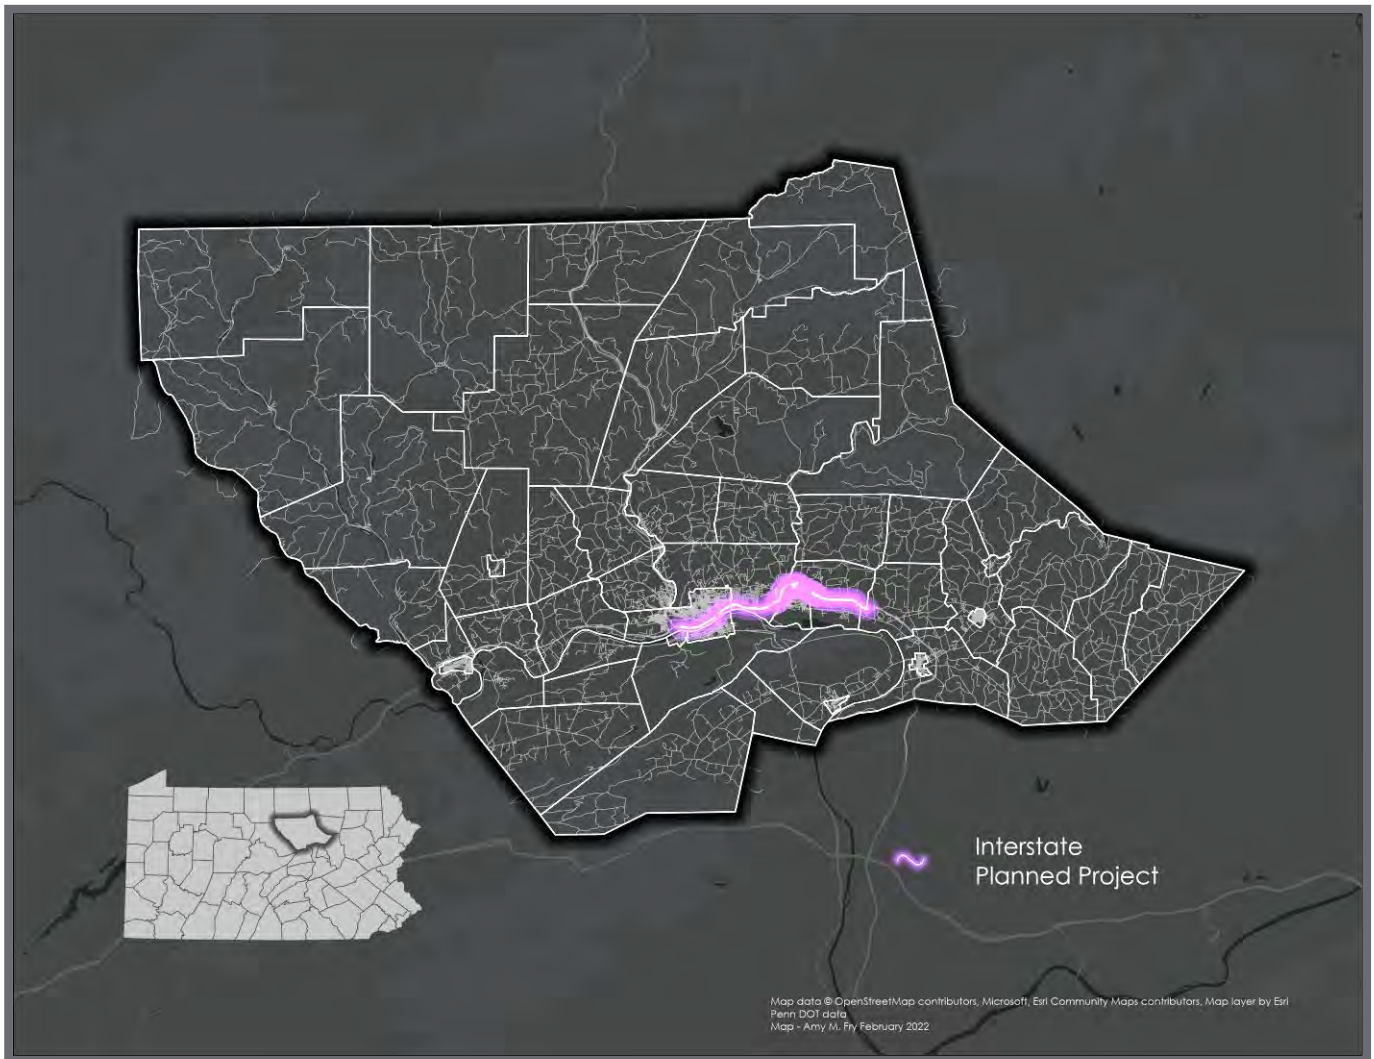 Interstate
Planned Project
Map data © OpenStreetMap contributors, Microsoft, Esri Community Maps contributors, Map layer by Esri
Penn DOT data
Map - Amy M. Fry February 2022